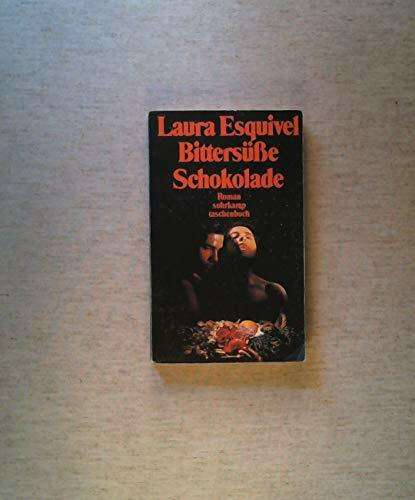 Laura Esquivel
Bittersüße
Schokolade
Roman
suhrkamp
taschenbuch